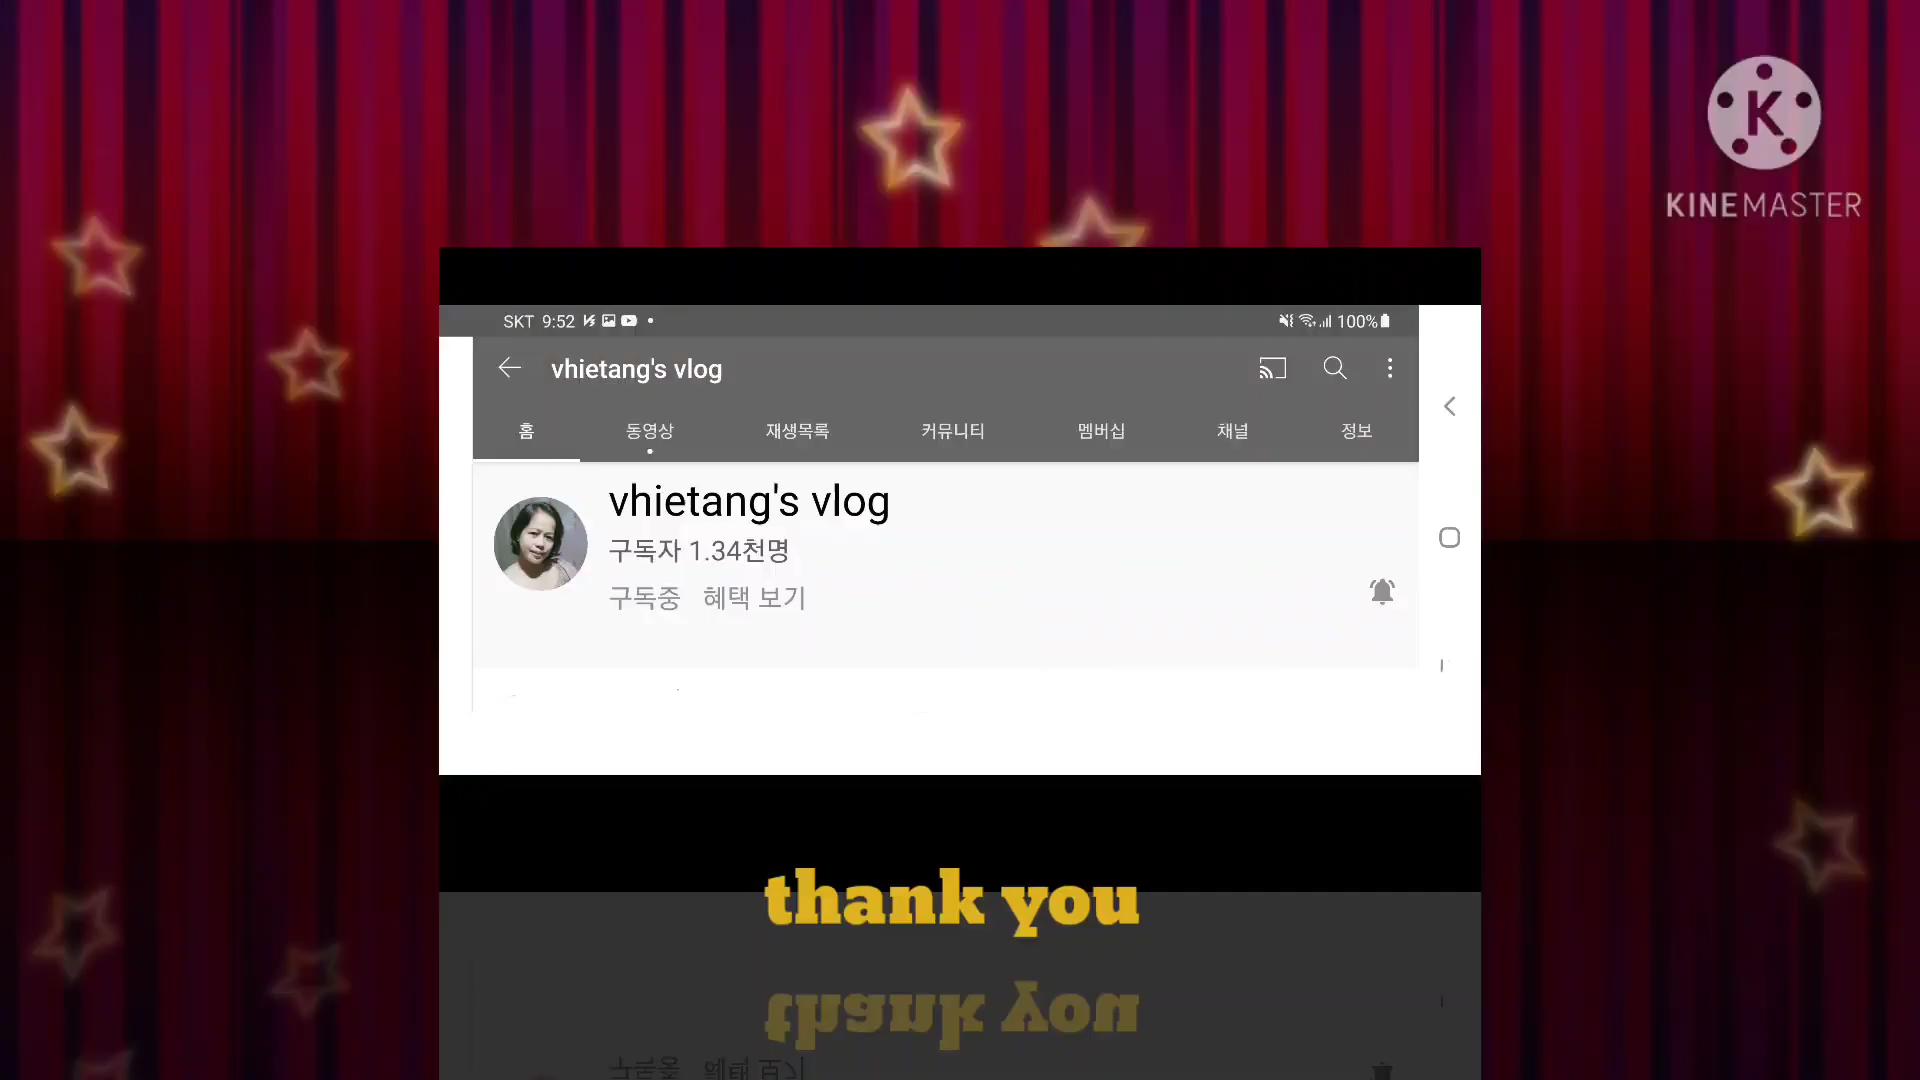 KINEMASTER
SKT 9:52 100%
vhietang's vlog
홈 동영상 재생목록 커뮤니티 멤버십 채널 정보
vhietang's vlog
구독자 1.34천명
구독중 혜택 보기
thank you